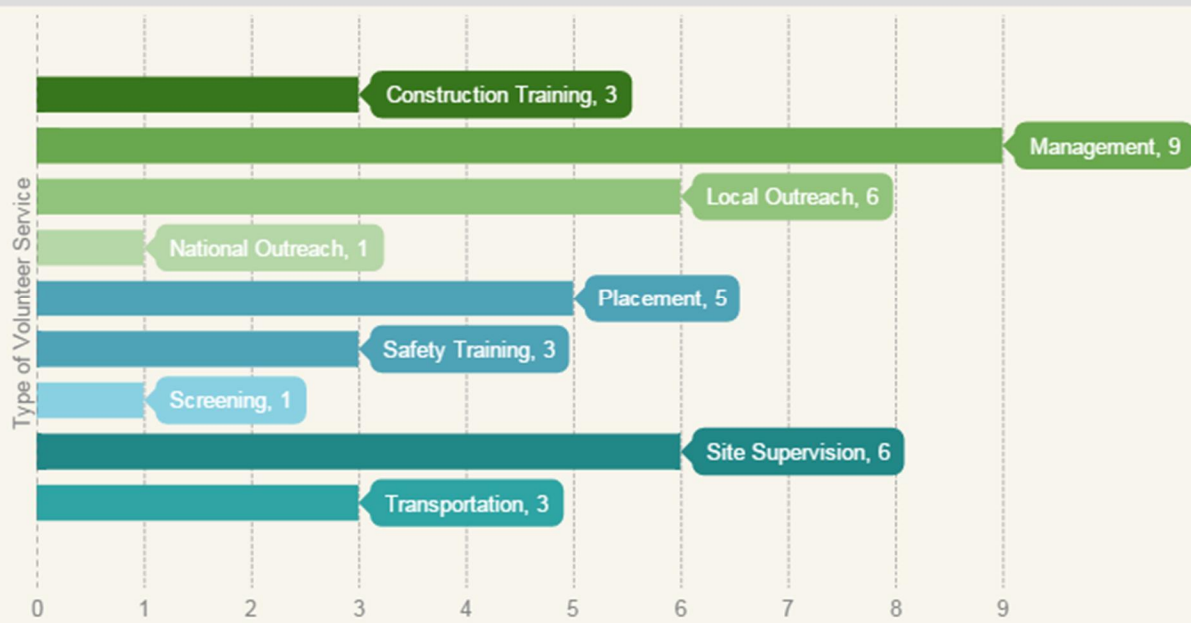 Type of Volunteer Service
Construction Training, 3
Management, 9
Local Outreach, 6
National Outreach, 1
Placement, 5
Safety Training, 3
Screening, 1
Site Supervision, 6
Transportation, 3
0 1 2 3 4 5 6 7 8 9